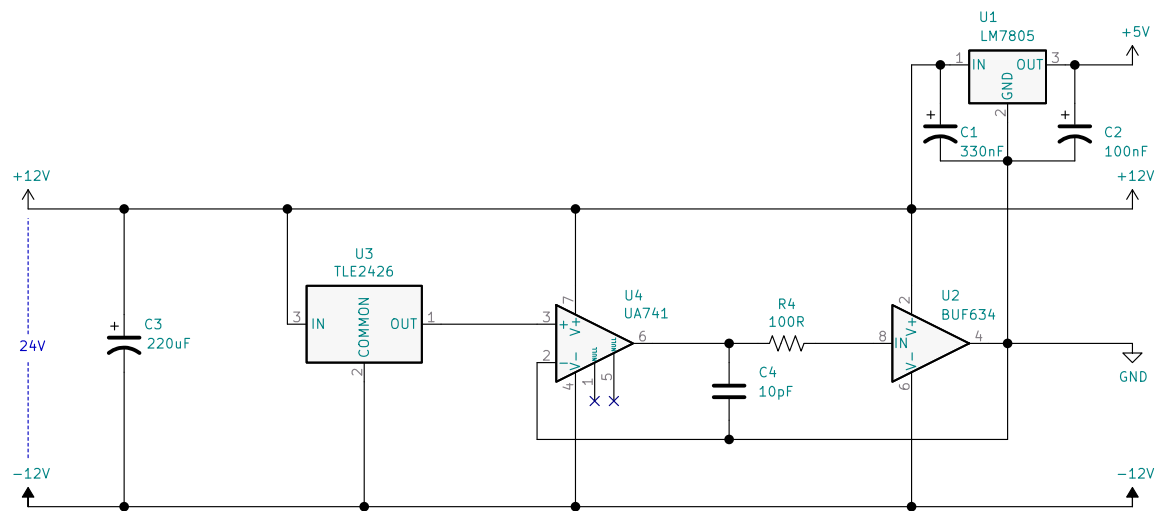 U1
LM7805
+5V
1
IN
OUT
3
GND
2
+
C1
330nF
+
C2
100nF
+12V
+12V
U3
TLE2426
3
IN
COMMON
OUT
1
2
+
C3
220uF
24V
U4
UA741
7
3
+
V+
2
-
V-
4
NULL
1
NULL
5
6
R4
100R
C4
10pF
U2
BUF634
2
V+
8
IN
V-
6
4
GND
-12V
-12V